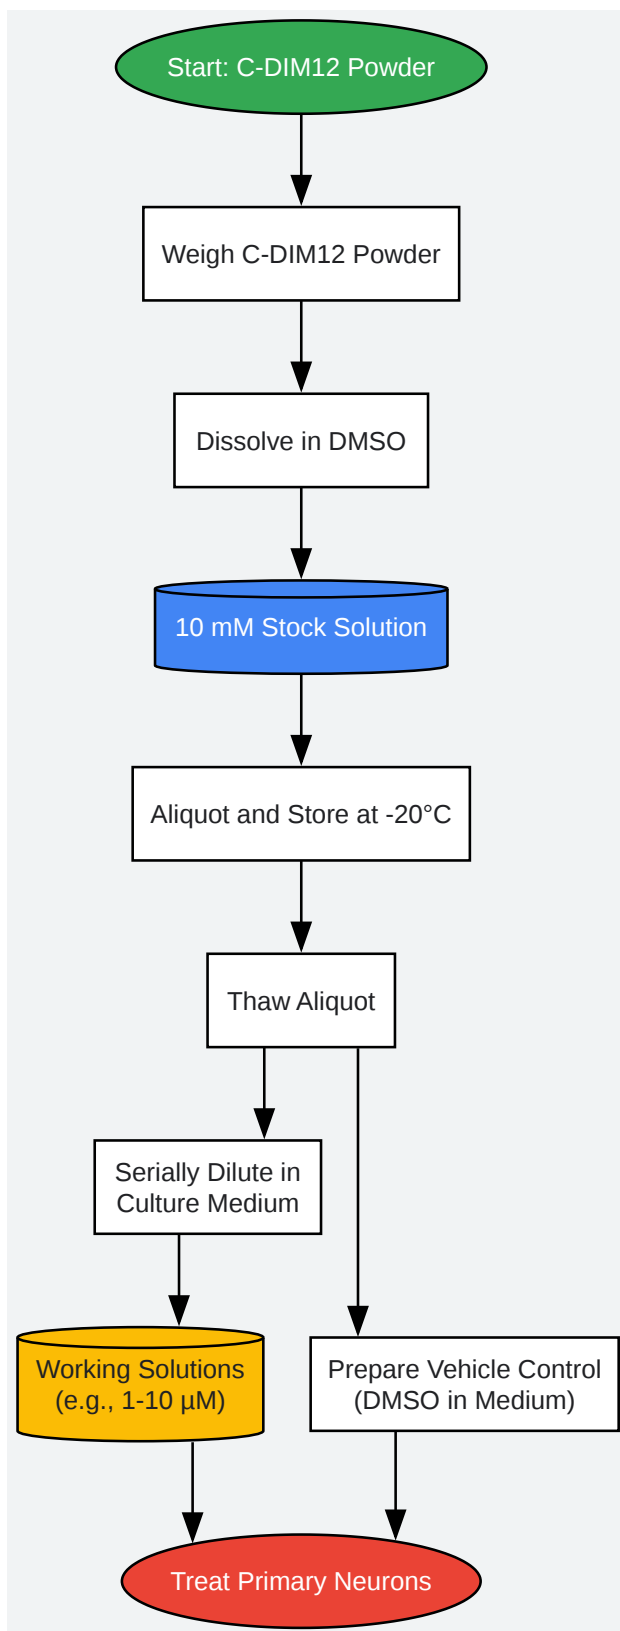 Start: C-DIM12 Powder
Weigh C-DIM12 Powder
Dissolve in DMSO
10 mM Stock Solution
Aliquot and Store at -20°C
Thaw Aliquot
Serially Dilute in
Culture Medium
Working Solutions
(e.g., 1-10 µM)
Prepare Vehicle Control
(DMSO in Medium)
Treat Primary Neurons